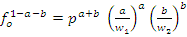 f_o^{1-a-b} = p^{a+b} (a/w_1)^a (b/w_2)^b